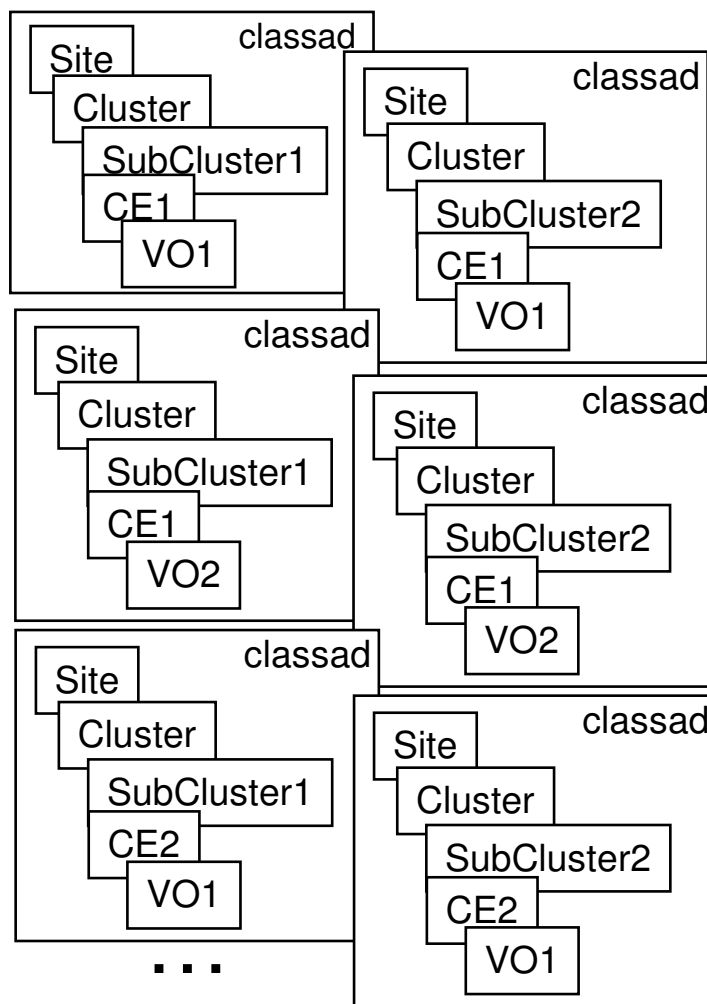 classad
Site
Cluster
SubCluster1
CE1
VO1
classad
Site
Cluster
SubCluster2
CE1
VO1
classad
Site
Cluster
SubCluster1
CE1
VO2
classad
Site
Cluster
SubCluster2
CE1
VO2
classad
Site
Cluster
SubCluster1
CE2
VO1
classad
Site
Cluster
SubCluster2
CE2
VO1
...